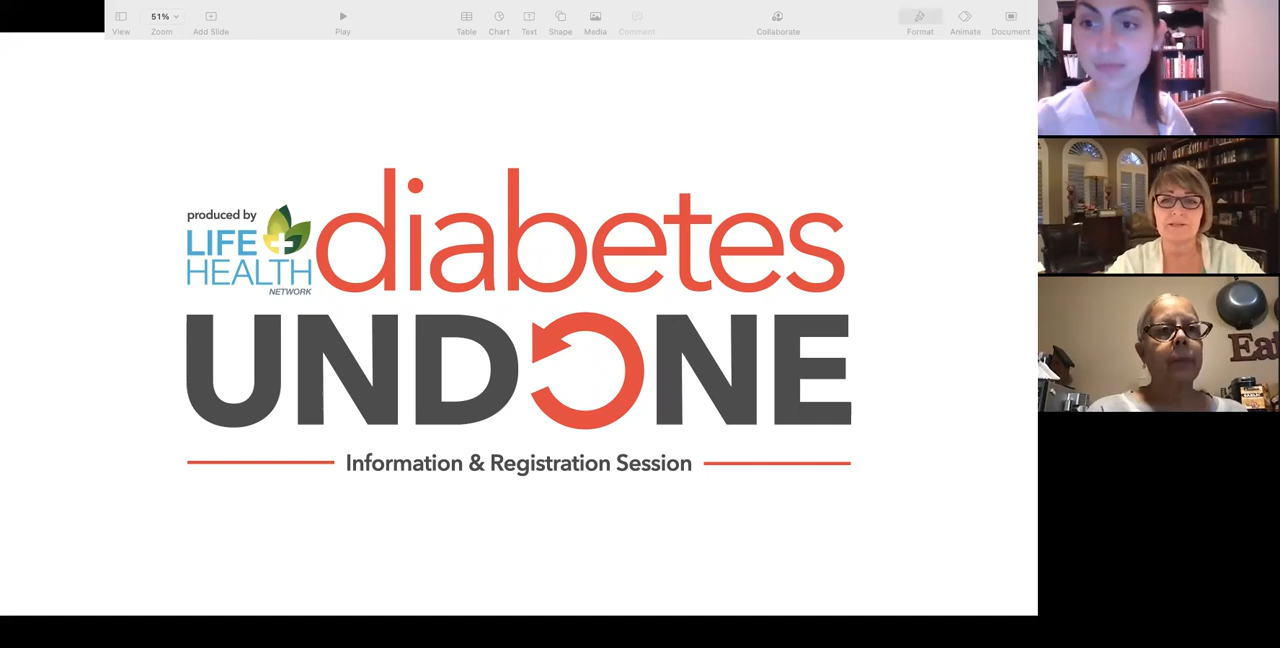 51%
View
Zoom
Add Slide
Play
Table
Chart
Text
Shape
Media
Comment
Collaborate
Format
Animate
Document
produced by
LIFE
HEALTH
NETWORK
diabetes
UNDONE
Information & Registration Session
Eat